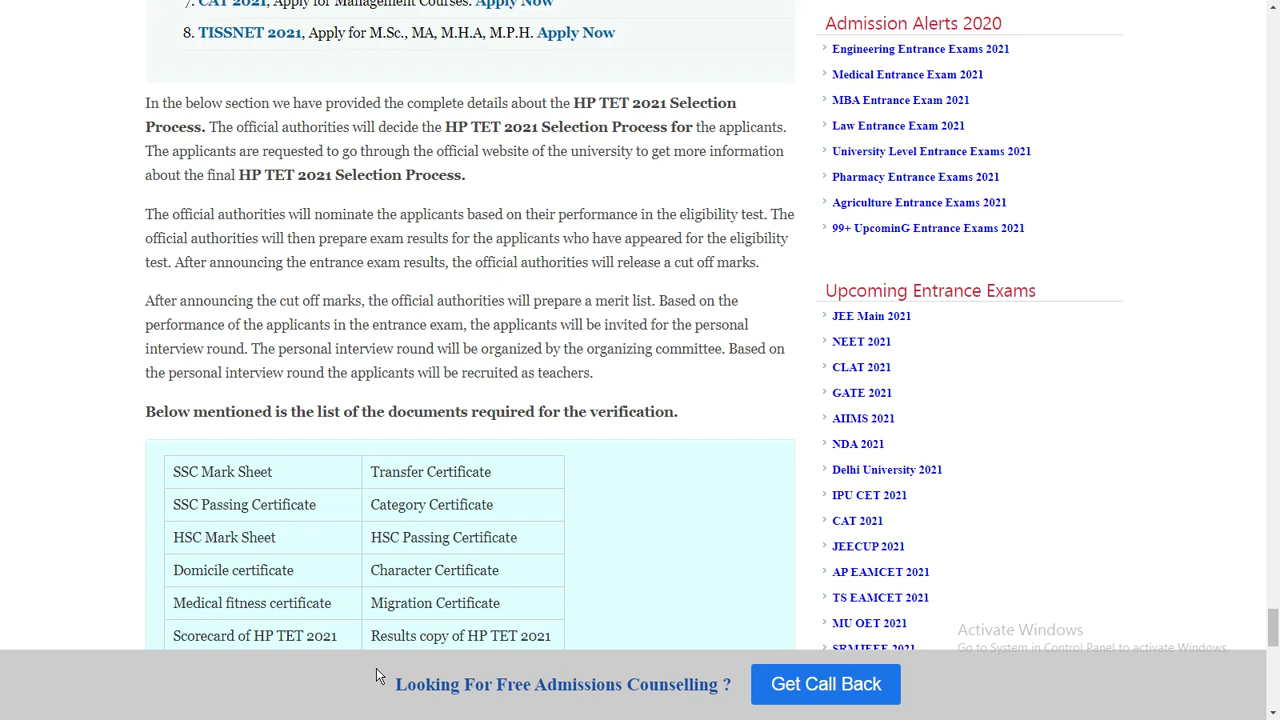 7. CAT 2021, Apply for Management Courses. Apply Now
8. TISSNET 2021, Apply for M.Sc., MA, M.H.A, M.P.H. Apply Now
In the below section we have provided the complete details about the HP TET 2021 Selection
Process. The official authorities will decide the HP TET 2021 Selection Process for the applicants.
The applicants are requested to go through the official website of the university to get more information
about the final HP TET 2021 Selection Process.
The official authorities will nominate the applicants based on their performance in the eligibility test. The
official authorities will then prepare exam results for the applicants who have appeared for the eligibility
test. After announcing the entrance exam results, the official authorities will release a cut off marks.
After announcing the cut off marks, the official authorities will prepare a merit list. Based on the
performance of the applicants in the entrance exam, the applicants will be invited for the personal
interview round. The personal interview round will be organized by the organizing committee. Based on
the personal interview round the applicants will be recruited as teachers.
Below mentioned is the list of the documents required for the verification.
SSC Mark Sheet Transfer Certificate
SSC Passing Certificate Category Certificate
HSC Mark Sheet HSC Passing Certificate
Domicile certificate Character Certificate
Medical fitness certificate Migration Certificate
Scorecard of HP TET 2021 Results copy of HP TET 2021
Admission Alerts 2020
Engineering Entrance Exams 2021
Medical Entrance Exam 2021
MBA Entrance Exam 2021
Law Entrance Exam 2021
University Level Entrance Exams 2021
Pharmacy Entrance Exams 2021
Agriculture Entrance Exams 2021
99+ UpcominG Entrance Exams 2021
Upcoming Entrance Exams
JEE Main 2021
NEET 2021
CLAT 2021
GATE 2021
AIIMS 2021
NDA 2021
Delhi University 2021
IPU CET 2021
CAT 2021
JEECUP 2021
AP EAMCET 2021
TS EAMCET 2021
MU OET 2021
SRMJEEE 2021
Activate Windows
Go to System in Control Panel to activate Windows.
Looking For Free Admissions Counselling ? Get Call Back